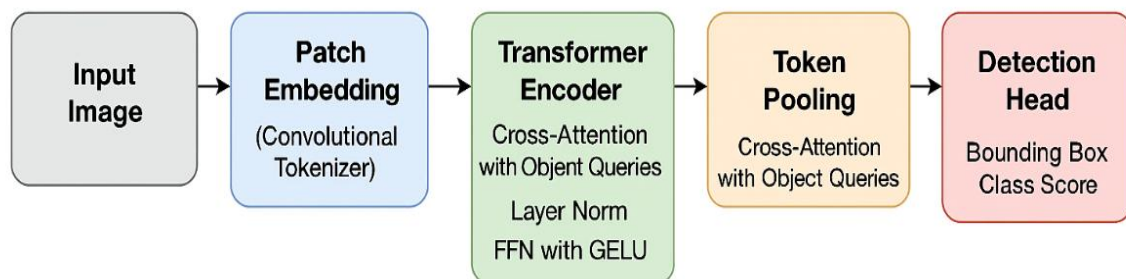 Input
Image
Patch
Embedding
(Convolutional
Tokenizer)
Transformer
Encoder
Cross-Attention
with Objent Queries
Layer Norm
FFN with GELU
Token
Pooling
Cross-Attention
with Object Queries
Detection
Head
Bounding Box
Class Score